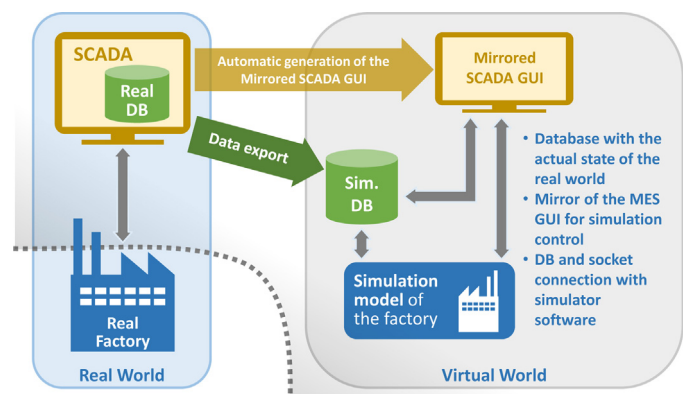 SCADA
Real
DB
Automatic generation of the
Mirrored SCADA GUI
Mirrored
SCADA GUI
Data export
Sim.
DB
• Database with the
actual state of the
real world
• Mirror of the MES
GUI for simulation
control
• DB and socket
connection with
simulator
software
Real
Factory
Simulation
model of
the factory
Real World
Virtual World